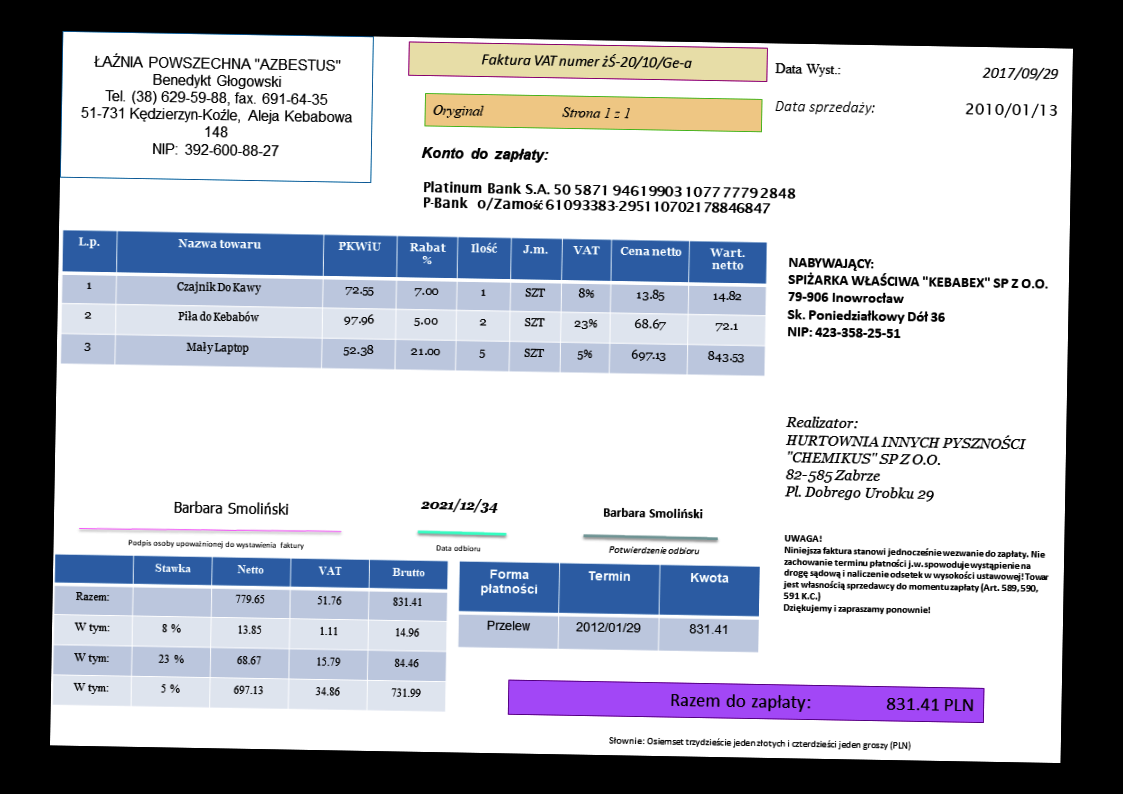 ŁAŹNIA POWSZECHNA "AZBESTUS"
Benedykt Głogowski
Tel. (38) 629-59-88, fax. 691-64-35
51-731 Kędzierzyn-Koźle, Aleja Kebabowa
148
NIP: 392-600-88-27
Faktura VAT numer żŚ-20/10/Ge-a
Oryginał Strona 1 z 1
Data Wyst.: 2017/09/29
Data sprzedaży: 2010/01/13
Konto do zapłaty:
Platinum Bank S.A. 50 5871 94619903 1077 7779 2848
P-Bank o/Zamość 61093383-295110702178846847
L.p. Nazwa towaru PKWiU Rabat % Ilość J.m. VAT Cena netto Wart. netto
1 Czajnik Do Kawy 72.55 7.00 1 SZT 8% 13.85 14.82
2 Piła do Kebabów 97.96 5.00 2 SZT 23% 68.67 72.1
3 Mały Laptop 52.38 21.00 5 SZT 5% 697.13 843.53
NABYWAJĄCY:
SPIŻARKA WŁAŚCIWA "KEBABEX" SP Z O.O.
79-906 Inowrocław
Sk. Poniedziałkowy Dół 36
NIP: 423-358-25-51
Realizator:
HURTOWNIA INNYCH PYSZNOŚCI
"CHEMIKUS" SP Z O.O.
82-585 Zabrze
Pl. Dobrego Urobku 29
Barbara Smoliński
Podpis osoby upoważnionej do wystawienia faktury
2021/12/34
Data odbioru
Barbara Smoliński
Potwierdzenie odbioru
UWAGA!
Niniejsza faktura stanowi jednocześnie wezwanie do zapłaty. Nie
zachowanie terminu płatności j.w. spowoduje wystąpienie na
drogę sądową i naliczenie odsetek w wysokości ustawowej! Towar
jest własnością sprzedawcy do momentu zapłaty (Art. 589, 590,
591 K.C.)
Dziękujemy i zapraszamy ponownie!
Stawka Netto VAT Brutto
Razem: 779.65 51.76 831.41
W tym: 8 % 13.85 1.11 14.96
W tym: 23 % 68.67 15.79 84.46
W tym: 5 % 697.13 34.86 731.99
Forma płatności Termin Kwota
Przelew 2012/01/29 831.41
Razem do zapłaty: 831.41 PLN
Słownie: Osiemset trzydzieście jeden złotych i czterdzieści jeden groszy (PLN)